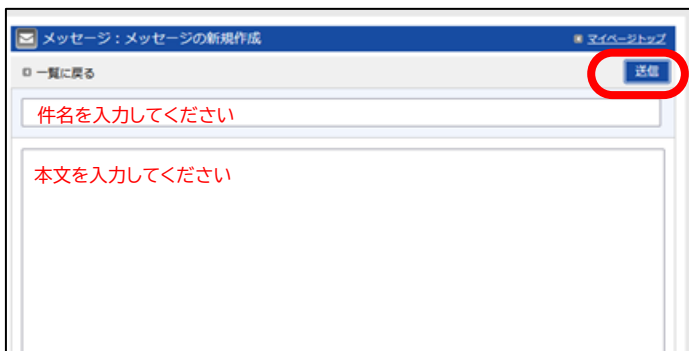 メッセージ：メッセージの新規作成 マイページトップ
一覧に戻る 送信
件名を入力してください
本文を入力してください